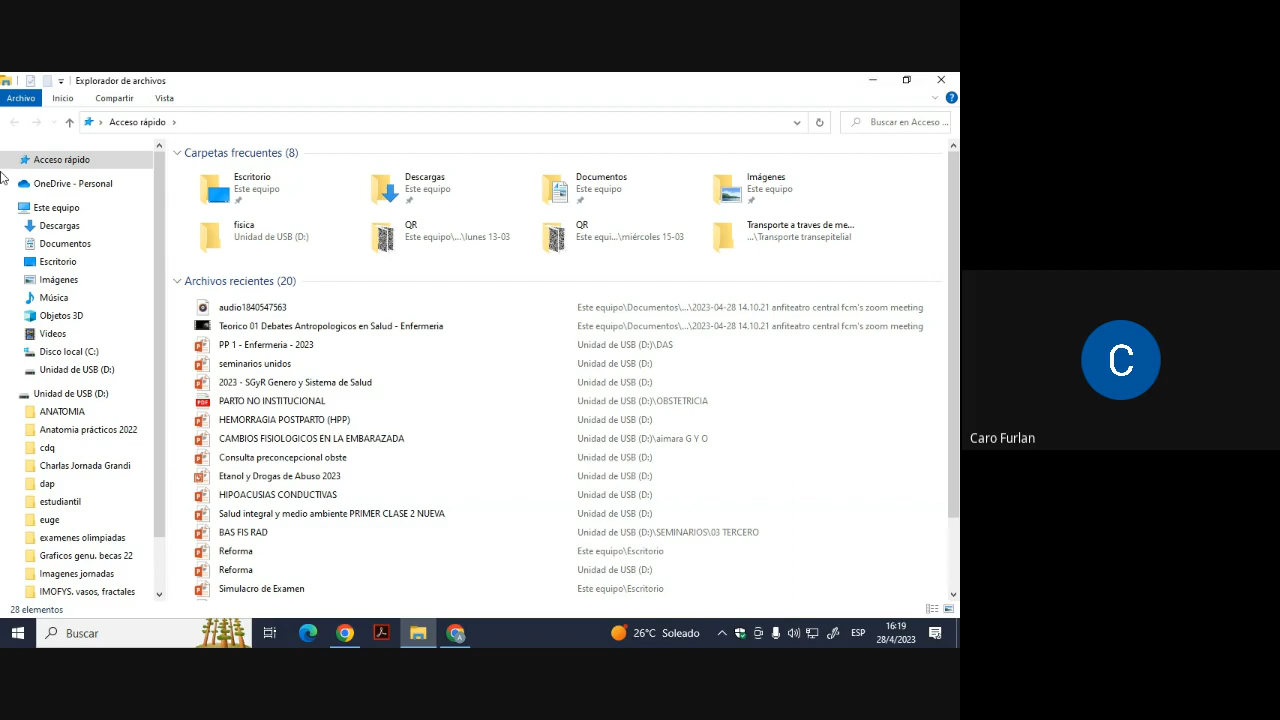 Explorador de archivos
Archivo Inicio Compartir Vista
Acceso rápido Buscar en Acceso ...
Acceso rápido
OneDrive - Personal
Este equipo
Descargas
Documentos
Escritorio
Imágenes
Música
Objetos 3D
Vídeos
Disco local (C:)
Unidad de USB (D:)
Unidad de USB (D:)
ANATOMIA
Anatomia prácticos 2022
cdq
Charlas Jornada Grandi
dap
estudiantil
euge
examenes olimpiadas
Graficos genu. becas 22
Imagenes jornadas
IMOFYS. vasos, fractales
Carpetas frecuentes (8)
Escritorio
Este equipo
Descargas
Este equipo
Documentos
Este equipo
Imágenes
Este equipo
fisica
Unidad de USB (D:)
QR
Este equipo\...\lunes 13-03
QR
Este equi...\miércoles 15-03
Transporte a traves de me...
...\Transporte transepitelial
Archivos recientes (20)
audio1840547563 Este equipo\Documentos\...\2023-04-28 14.10.21 anfiteatro central fcm's zoom meeting
Teorico 01 Debates Antropologicos en Salud - Enfermeria Este equipo\Documentos\...\2023-04-28 14.10.21 anfiteatro central fcm's zoom meeting
PP 1 - Enfermeria - 2023 Unidad de USB (D:)\DAS
seminarios unidos Unidad de USB (D:)
2023 - SGyR Genero y Sistema de Salud Unidad de USB (D:)
PARTO NO INSTITUCIONAL Unidad de USB (D:)\OBSTETRICIA
HEMORRAGIA POSTPARTO (HPP) Unidad de USB (D:)
CAMBIOS FISIOLOGICOS EN LA EMBARAZADA Unidad de USB (D:)\aimara G Y O
Consulta preconcepcional obste Unidad de USB (D:)
Etanol y Drogas de Abuso 2023 Unidad de USB (D:)
HIPOACUSIAS CONDUCTIVAS Unidad de USB (D:)
Salud integral y medio ambiente PRIMER CLASE 2 NUEVA Unidad de USB (D:)
BAS FIS RAD Unidad de USB (D:)\SEMINARIOS\03 TERCERO
Reforma Este equipo\Escritorio
Reforma Unidad de USB (D:)
Simulacro de Examen Este equipo\Escritorio
28 elementos
Buscar 26°C Soleado ESP 16:19
28/4/2023
C
Caro Furlan